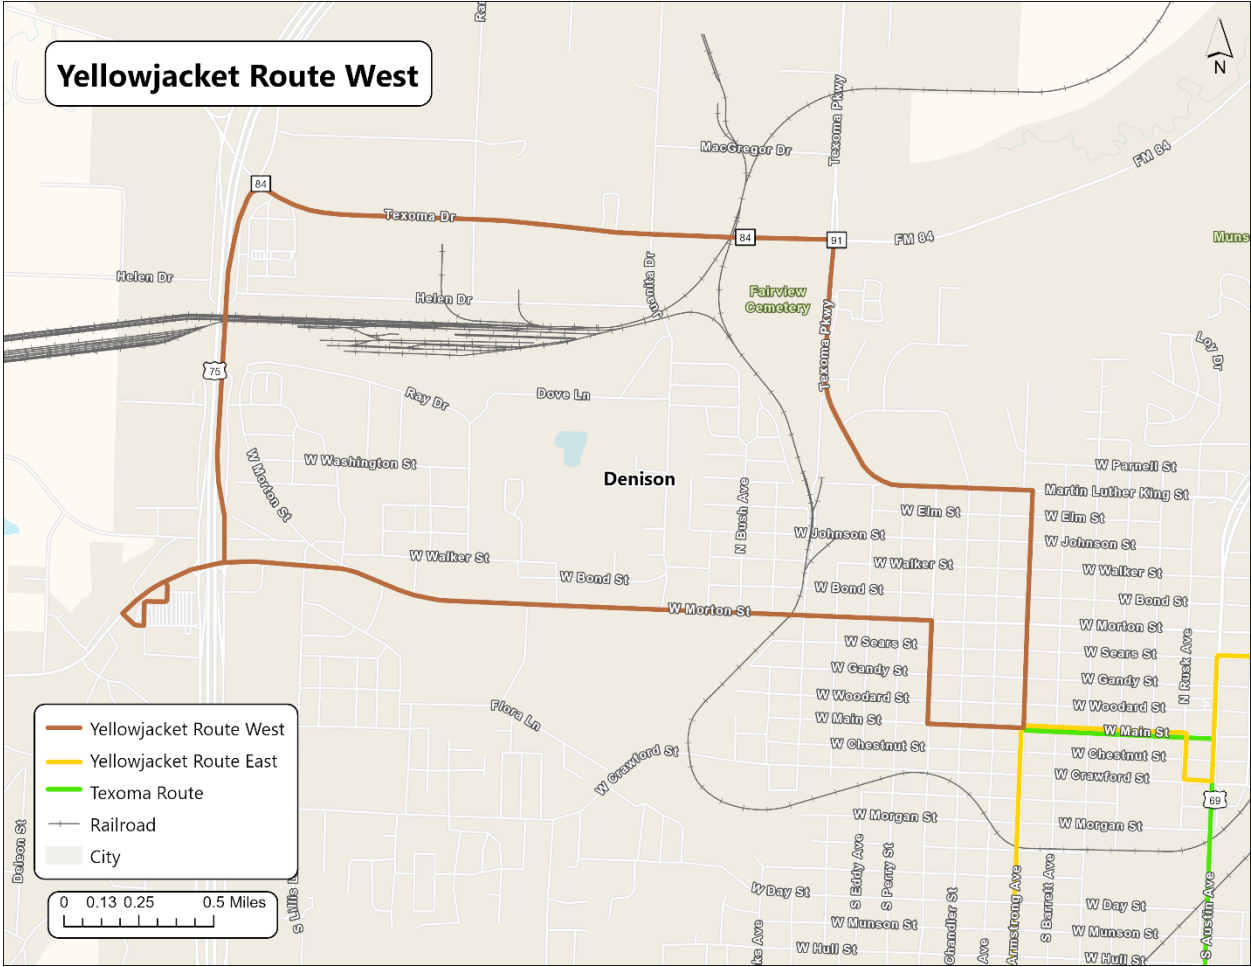 Yellowjacket Route West
N
Texoma Pkwy
MacGregor Dr
FM 84
84
Texoma Dr
84
91
FM 84
Helen Dr
Helen Dr
Juanita Dr
Fairview
Cemetery
Texoma Pkwy
Loy Dr
75
Ray Dr
Dove Ln
W Washington St
W Morton St
Denison
N Bush Ave
W Parnell St
Martin Luther King St
W Elm St
W Elm St
W Johnson St
W Johnson St
W Walker St
W Walker St
W Walker St
W Bond St
W Bond St
W Bond St
W Morton St
W Morton St
W Sears St
W Sears St
N Rusk Ave
W Gandy St
W Gandy St
W Woodard St
W Woodard St
W Main St
W Main St
Flora Ln
W Chestnut St
W Chestnut St
W Crawford St
W Crawford St
69
W Morgan St
W Morgan St
Yellowjacket Route West
Yellowjacket Route East
Texoma Route
Railroad
City
Deleon St
0 0.13 0.25 0.5 Miles
S Lillis
W Day St
S Eddy Ave
S Perry St
Chandler St
Ave
Armstrong Ave
S Barrett Ave
W Day St
S Austin Ave
W Munson St
W Munson St
W Hull St
W Hull St